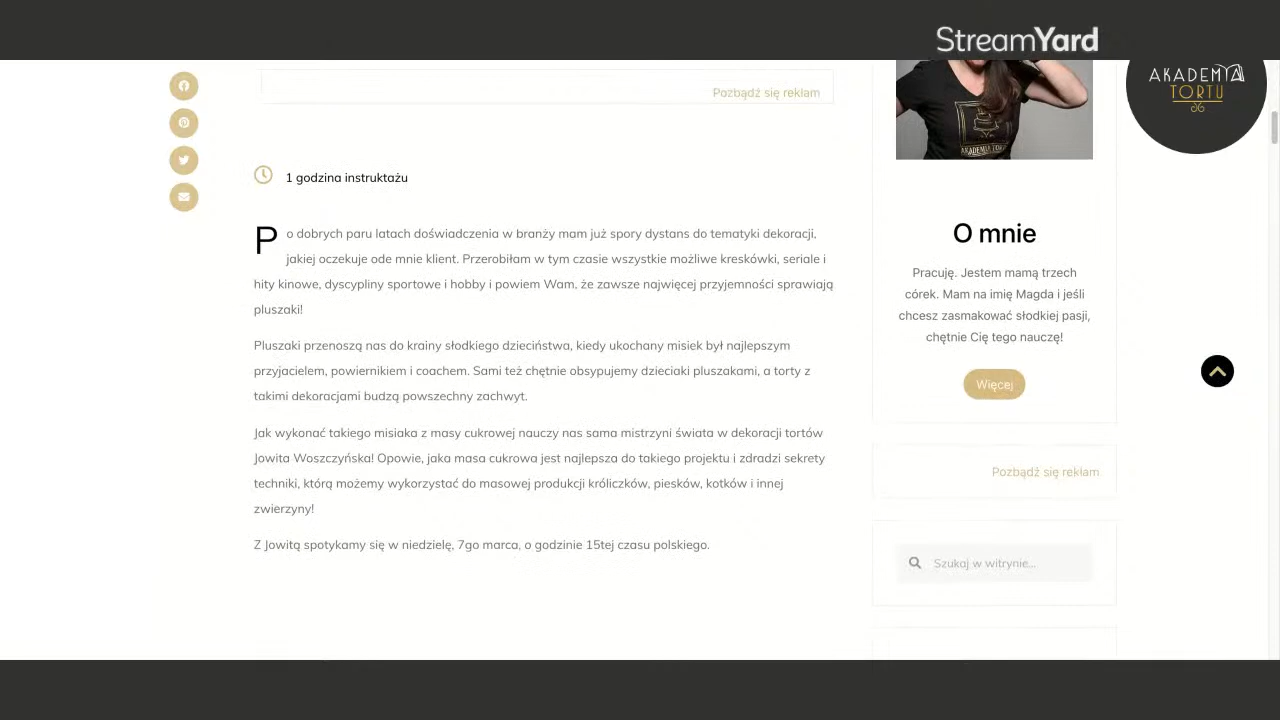 StreamYard
AKADEMIA
TORTU
Pozbądź się reklam
1 godzina instruktażu
Po dobrych paru latach doświadczenia w branży mam już spory dystans do tematyki dekoracji,
jakiej oczekuje ode mnie klient. Przerobiłam w tym czasie wszystkie możliwe kreskówki, seriale i
hity kinowe, dyscypliny sportowe i hobby i powiem Wam, że zawsze najwięcej przyjemności sprawiają
pluszaki!
Pluszaki przenoszą nas do krainy słodkiego dzieciństwa, kiedy ukochany misiek był najlepszym
przyjacielem, powiernikiem i coachem. Sami też chętnie obsypujemy dzieciaki pluszakami, a torty z
takimi dekoracjami budzą powszechny zachwyt.
Jak wykonać takiego misiaka z masy cukrowej nauczy nas sama mistrzyni świata w dekoracji tortów
Jowita Woszczyńska! Opowie, jaka masa cukrowa jest najlepsza do takiego projektu i zdradzi sekrety
techniki, którą możemy wykorzystać do masowej produkcji króliczków, piesków, kotków i innej
zwierzyny!
Z Jowitą spotykamy się w niedzielę, 7go marca, o godzinie 15tej czasu polskiego.
O mnie
Pracuję. Jestem mamą trzech
córek. Mam na imię Magda i jeśli
chcesz zasmakować słodkiej pasji,
chętnie Cię tego nauczę!
Więcej
Pozbądź się reklam
Szukaj w witrynie...